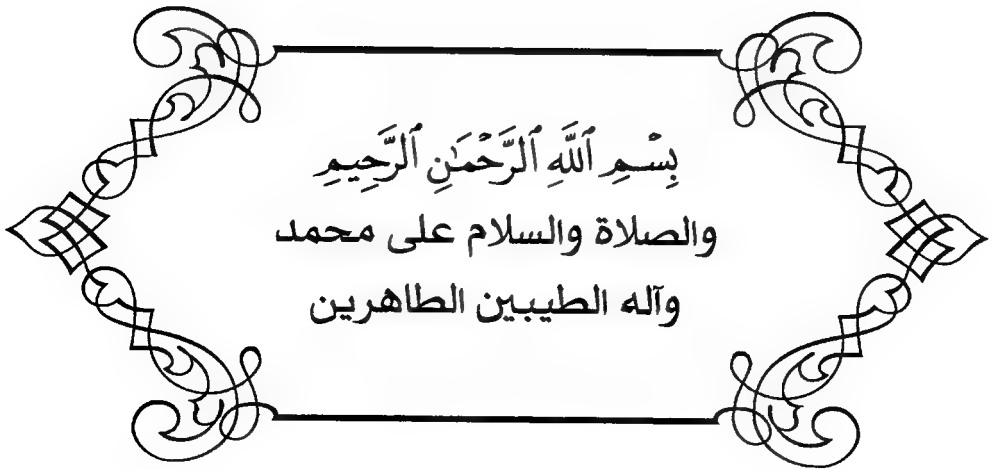 بِسْمِ ٱللَّهِ ٱلرَّحْمَٰنِ ٱلرَّحِيمِ
والصلاة والسلام على محمد
وآله الطيبين الطاهرين